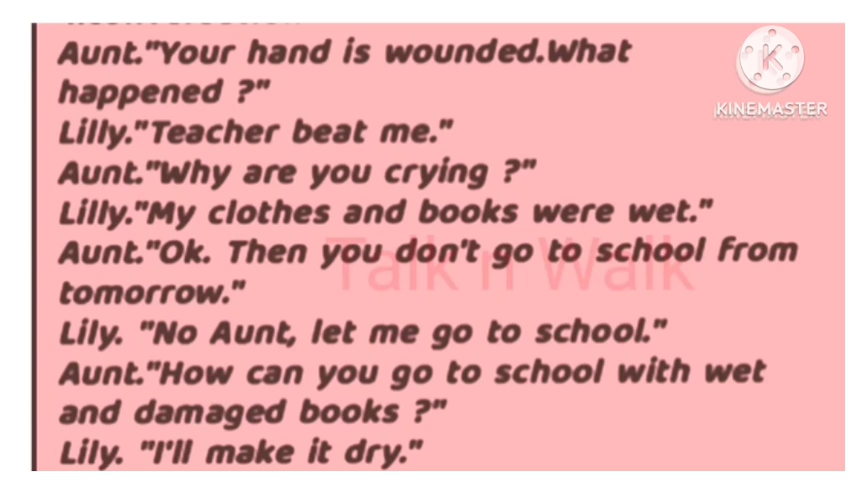 Aunt."Your hand is wounded.What
happened ?"
Lilly."Teacher beat me."
Aunt."Why are you crying ?"
Lilly."My clothes and books were wet."
Aunt."Ok. Then you don't go to school from
tomorrow."
Lily. "No Aunt, let me go to school."
Aunt."How can you go to school with wet
and damaged books ?"
Lily. "I'll make it dry."
KINEMASTER
Talk n Walk